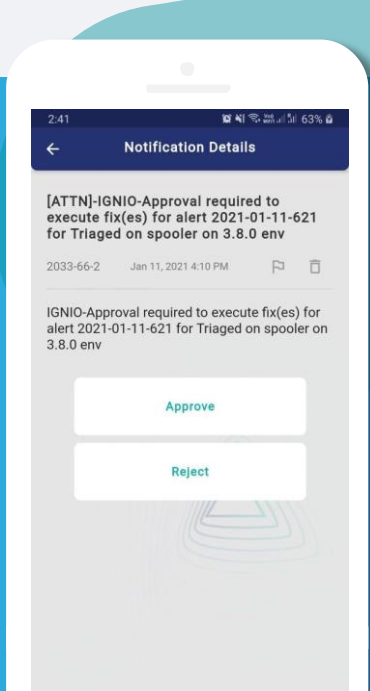 2:41
63%
Notification Details
[ATTN]-IGNIO-Approval required to
execute fix(es) for alert 2021-01-11-621
for Triaged on spooler on 3.8.0 env
2033-66-2 Jan 11, 2021 4:10 PM
IGNIO-Approval required to execute fix(es) for
alert 2021-01-11-621 for Triaged on spooler on
3.8.0 env
Approve
Reject